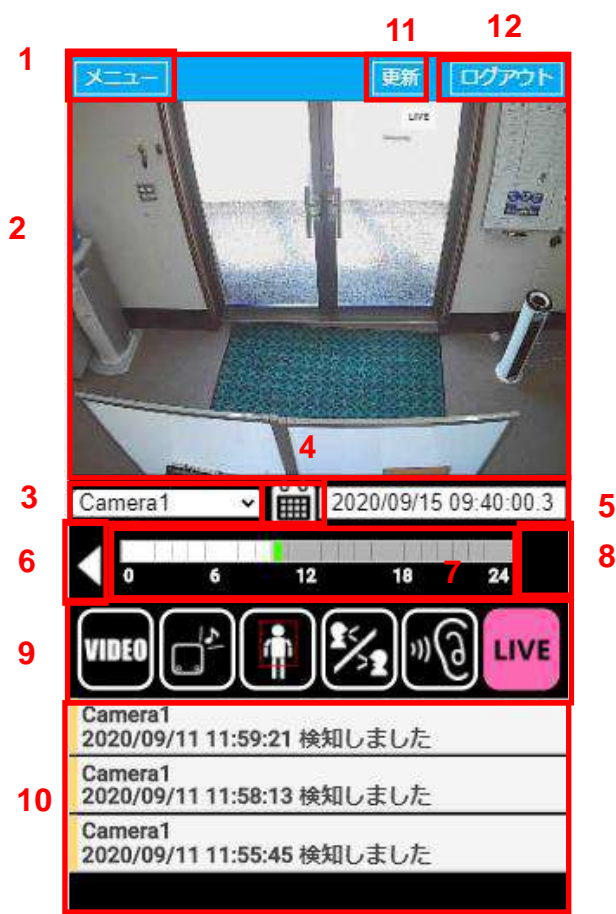 11
12
1
メニュー
更新
ログアウト
LIVE
2
4
3
Camera1
2020/09/15 09:40:00.3
5
6
0 6 12 18 24
7
8
9
VIDEO
LIVE
Camera1
2020/09/11 11:59:21 検知しました
10
Camera1
2020/09/11 11:58:13 検知しました
Camera1
2020/09/11 11:55:45 検知しました